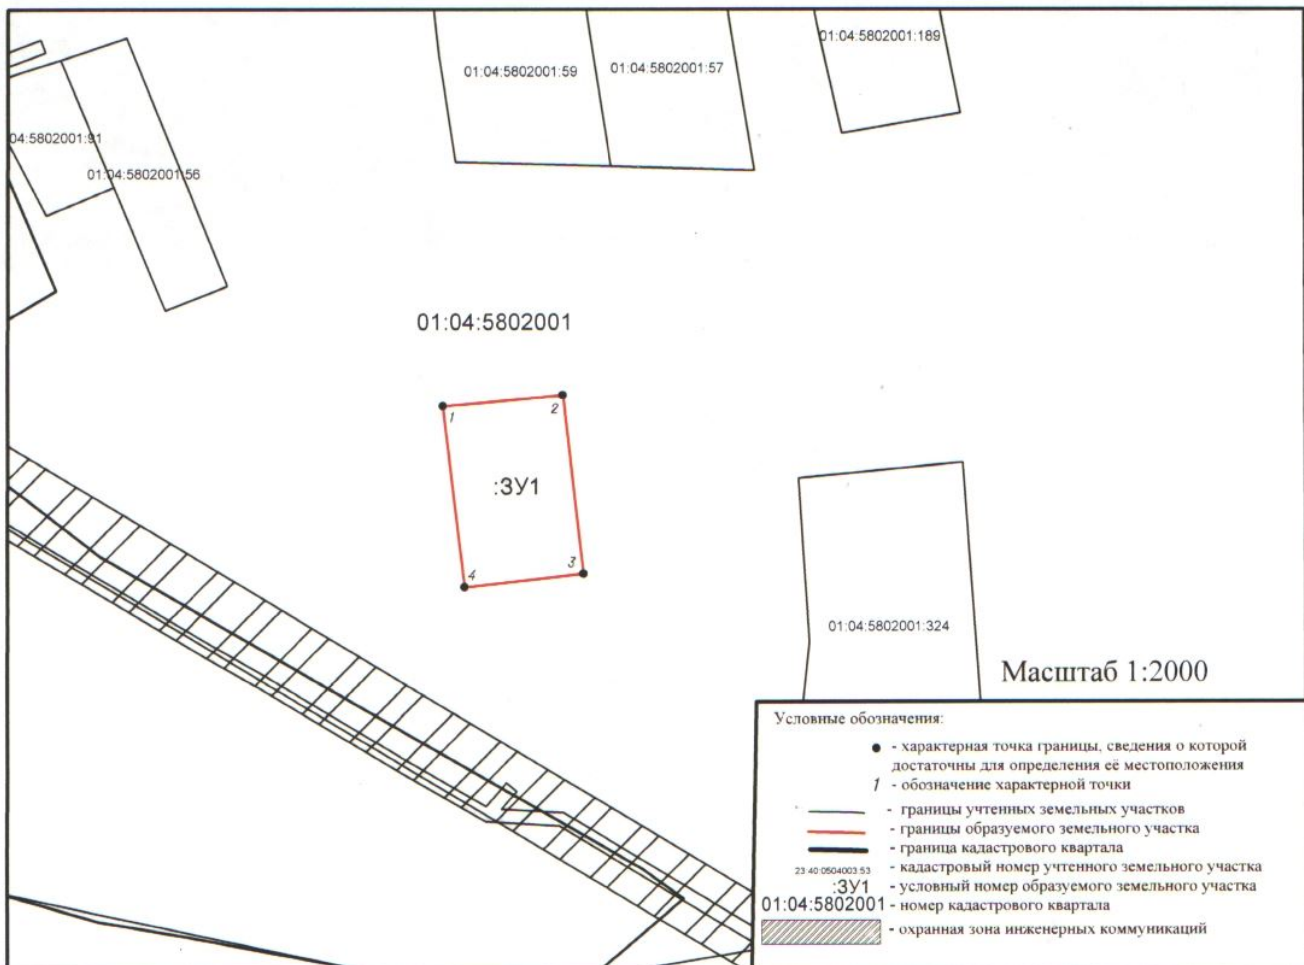 01:04:5802001:189
01:04:5802001:59
01:04:5802001:57
04:5802001:91
01:04:5802001:56
01:04:5802001
1
2
:ЗУ1
3
4
01:04:5802001:324
Масштаб 1:2000
Условные обозначения:
- характерная точка границы, сведения о которой
достаточны для определения её местоположения
1 - обозначение характерной точки
- границы учтенных земельных участков
- границы образуемого земельного участка
- граница кадастрового квартала
23:40:0504003:53 - кадастровый номер учтенного земельного участка
:ЗУ1 - условный номер образуемого земельного участка
01:04:5802001 - номер кадастрового квартала
- охранная зона инженерных коммуникаций